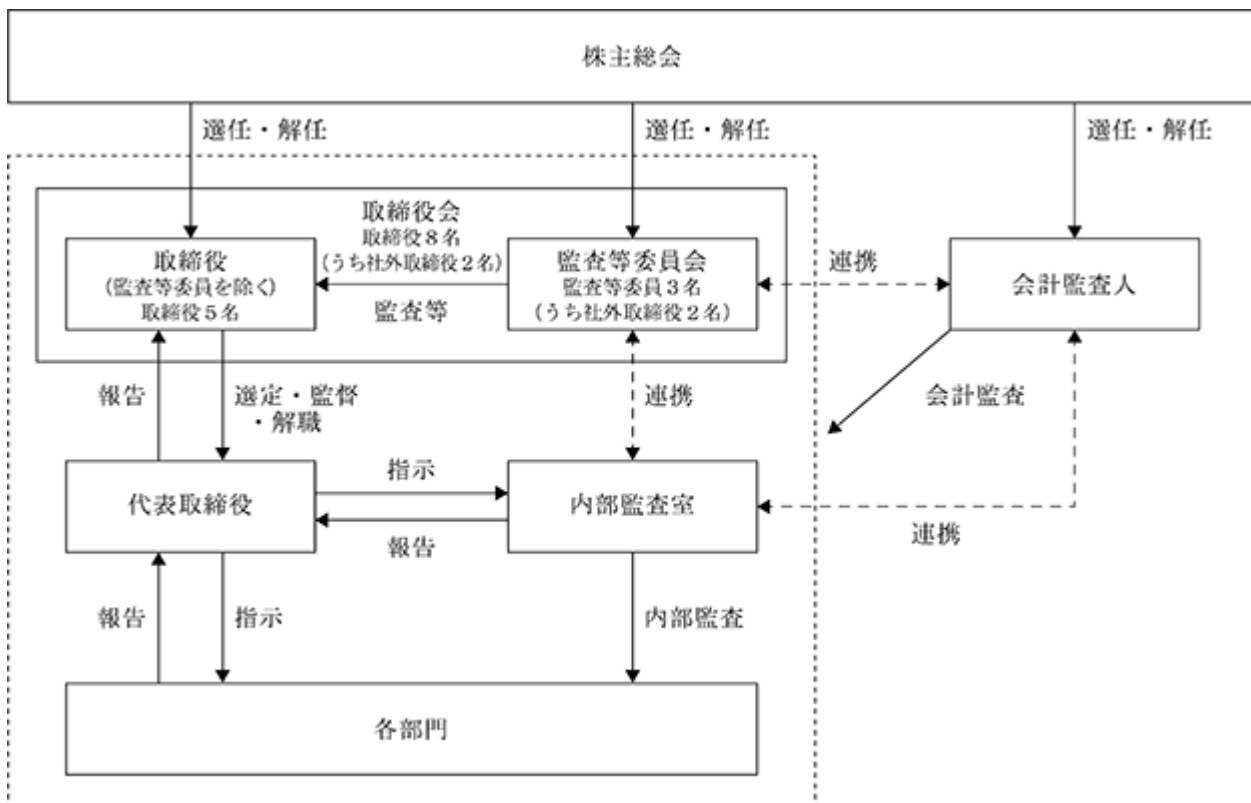 株主総会
選任・解任
選任・解任
選任・解任
取締役会
取締役8名
(うち社外取締役2名)
取締役
(監査等委員を除く)
取締役5名
監査等
監査等委員会
監査等委員3名
(うち社外取締役2名)
連携
会計監査人
報告
選定・監督
・解職
連携
会計監査
代表取締役
指示
報告
内部監査室
連携
報告
指示
内部監査
各部門